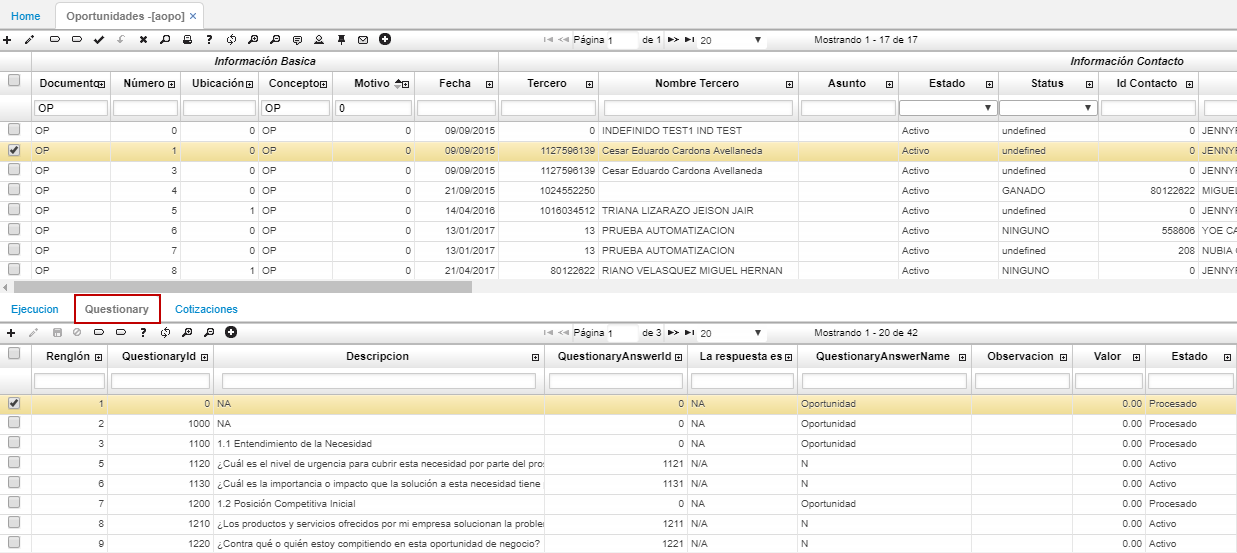 Home Oportunidades -[aopo] ×
Página 1 de 1 20 Mostrando 1 - 17 de 17
Información Basica Información Contacto
Documento Número Ubicación Concepto Motivo Fecha Tercero Nombre Tercero Asunto Estado Status Id Contacto
OP OP 0
OP 0 0 OP 0 09/09/2015 0 INDEFINIDO TEST1 IND TEST Activo undefined 0 JENNYF
OP 1 0 OP 0 09/09/2015 1127596139 Cesar Eduardo Cardona Avellaneda Activo undefined 0 JENNYF
OP 3 0 OP 0 09/09/2015 1127596139 Cesar Eduardo Cardona Avellaneda Activo undefined 0 JENNYF
OP 4 0 OP 0 21/09/2015 1024552250 Activo GANADO 80122622 MIGUEL
OP 5 1 OP 0 14/04/2016 1016034512 TRIANA LIZARAZO JEISON JAIR Activo undefined 0 JENNYF
OP 6 0 OP 0 13/01/2017 13 PRUEBA AUTOMATIZACION Activo NINGUNO 558606 YOE CA
OP 7 0 OP 0 13/01/2017 13 PRUEBA AUTOMATIZACION Activo undefined 208 NUBIA
OP 8 1 OP 0 21/04/2017 80122622 RIANO VELASQUEZ MIGUEL HERNAN Activo NINGUNO 0 JENNYF
Ejecucion Questionary Cotizaciones
Página 1 de 3 20 Mostrando 1 - 20 de 42
Renglón QuestionaryId Descripcion QuestionaryAnswerId La respuesta es QuestionaryAnswerName Observacion Valor Estado
1 0 NA 0 NA Oportunidad 0.00 Procesado
2 1000 NA 0 NA Oportunidad 0.00 Procesado
3 1100 1.1 Entendimiento de la Necesidad 0 NA Oportunidad 0.00 Procesado
5 1120 ¿Cuál es el nivel de urgencia para cubrir esta necesidad por parte del pros 1121 N/A N 0.00 Activo
6 1130 ¿Cuál es la importancia o impacto que la solución a esta necesidad tiene 1131 N/A N 0.00 Activo
7 1200 1.2 Posición Competitiva Inicial 0 NA Oportunidad 0.00 Procesado
8 1210 ¿Los productos y servicios ofrecidos por mi empresa solucionan la problem 1211 N/A N 0.00 Activo
9 1220 ¿Contra qué o quién estoy compitiendo en esta oportunidad de negocio? 1221 N/A N 0.00 Activo